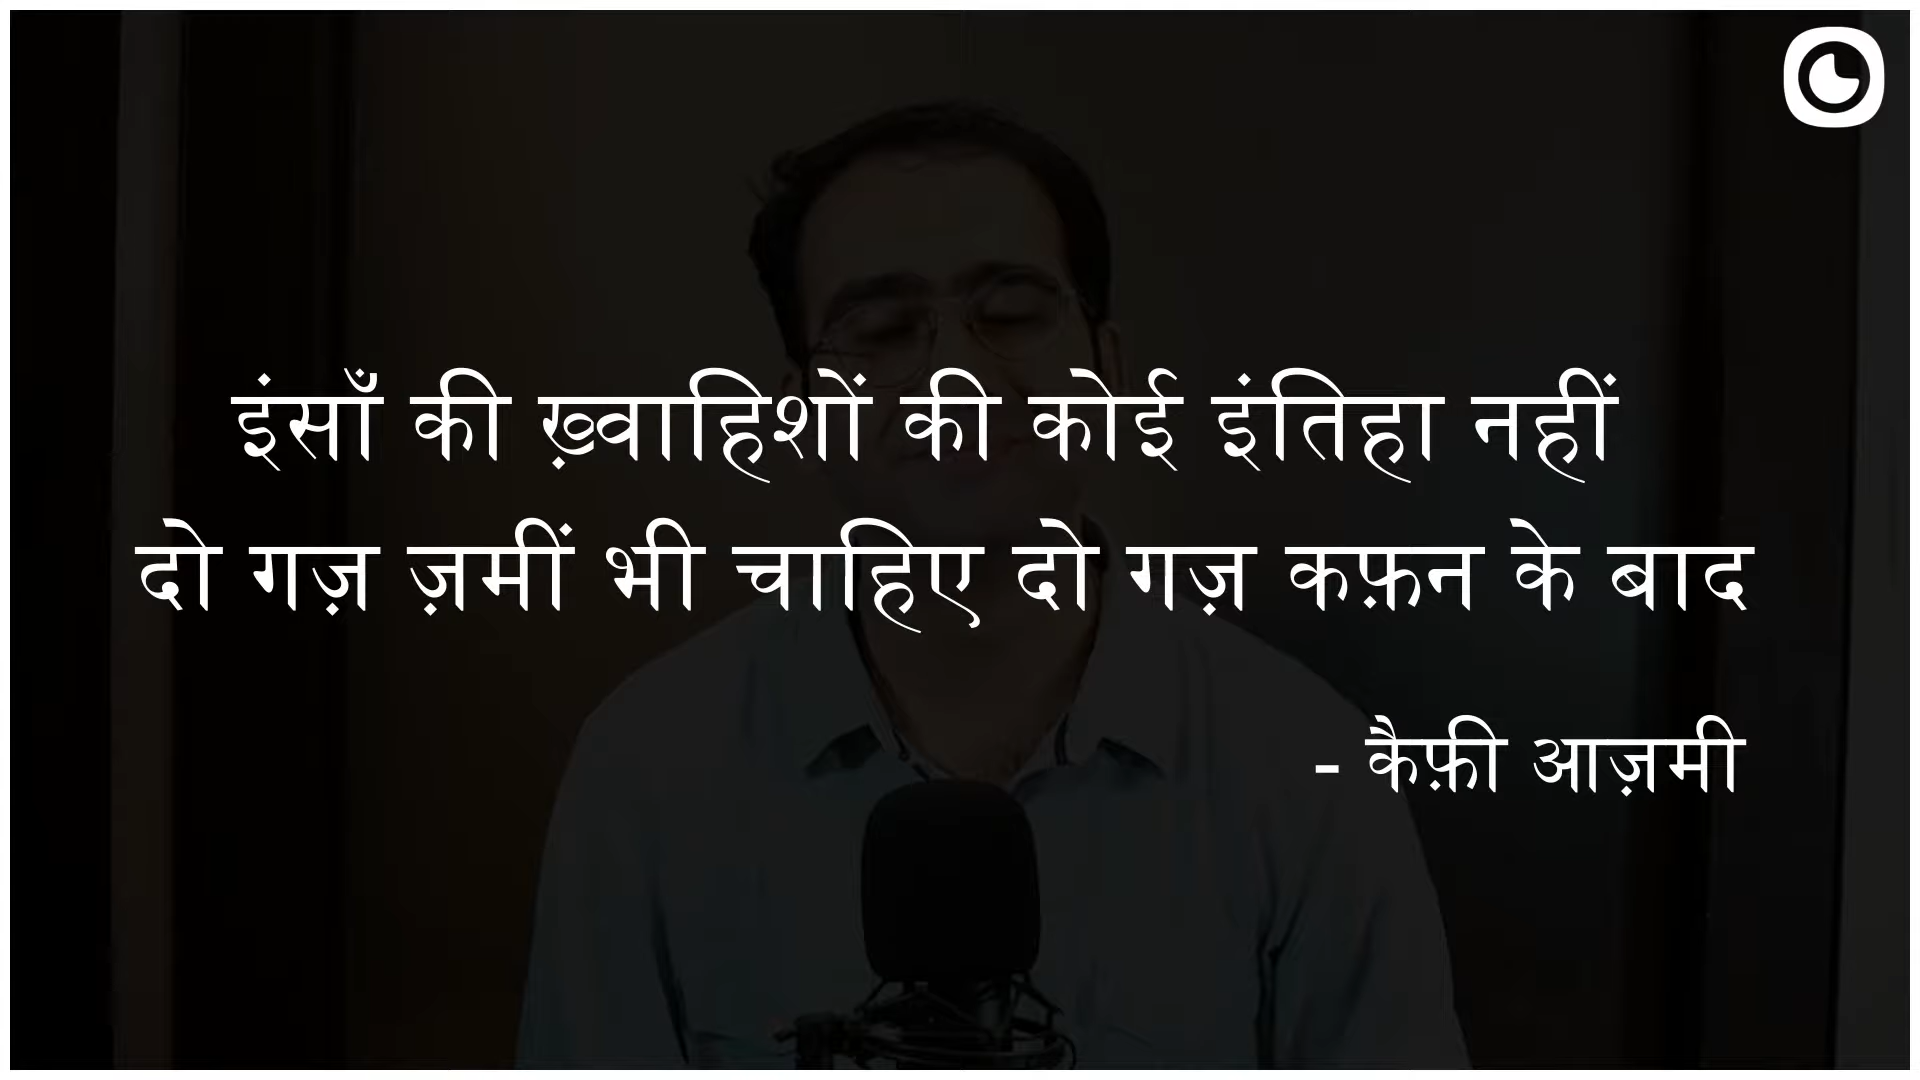 इंसाँ की ख़्वाहिशों की कोई इंतिहा नहीं
दो गज़ ज़मीं भी चाहिए दो गज़ कफ़न के बाद
- कैफ़ी आज़मी